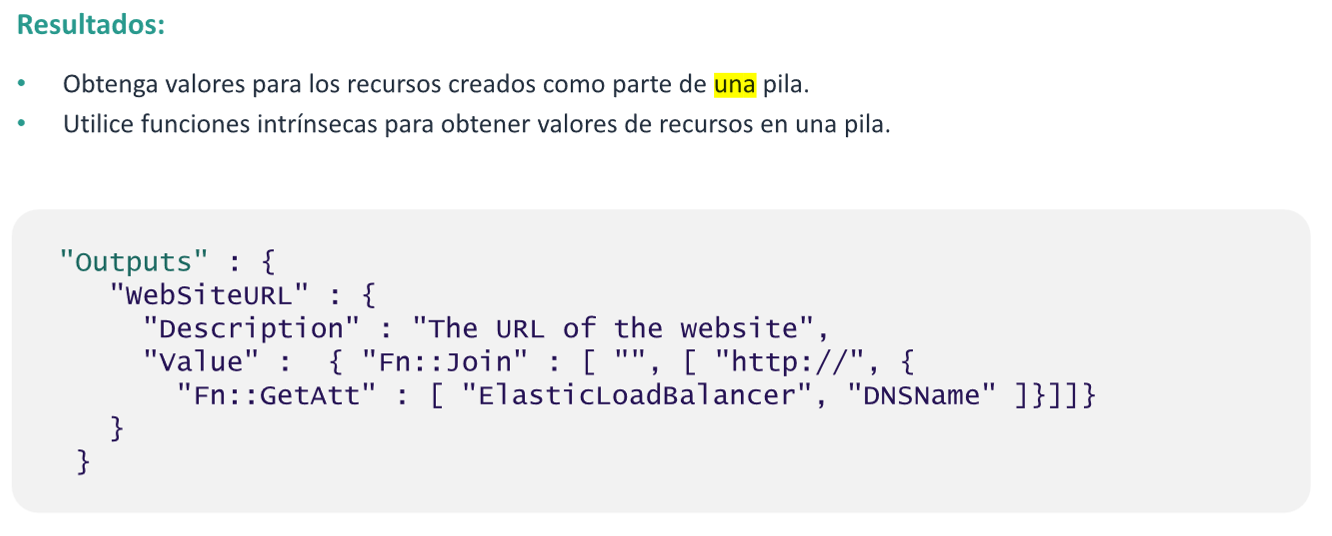 Resultados:
• Obtenga valores para los recursos creados como parte de una pila.
• Utilice funciones intrínsecas para obtener valores de recursos en una pila.
"Outputs" : {
"WebSiteURL" : {
"Description" : "The URL of the website",
"Value" :  { "Fn::Join" : [ "", [ "http://", {
"Fn::GetAtt" : [ "ElasticLoadBalancer", "DNSName" ]}]]}
}
}